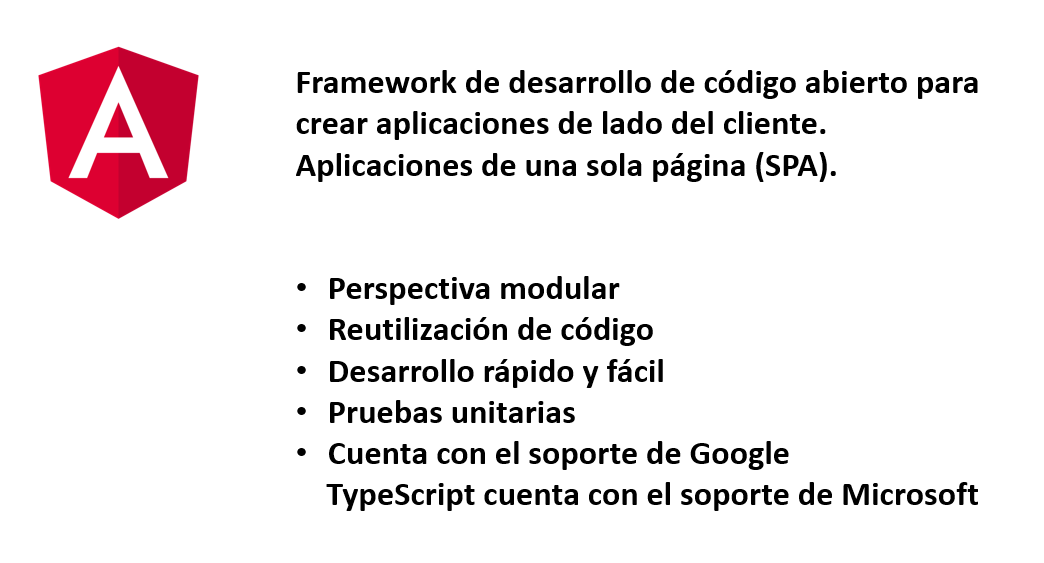 A
Framework de desarrollo de código abierto para
crear aplicaciones de lado del cliente.
Aplicaciones de una sola página (SPA).
• Perspectiva modular
• Reutilización de código
• Desarrollo rápido y fácil
• Pruebas unitarias
• Cuenta con el soporte de Google
TypeScript cuenta con el soporte de Microsoft